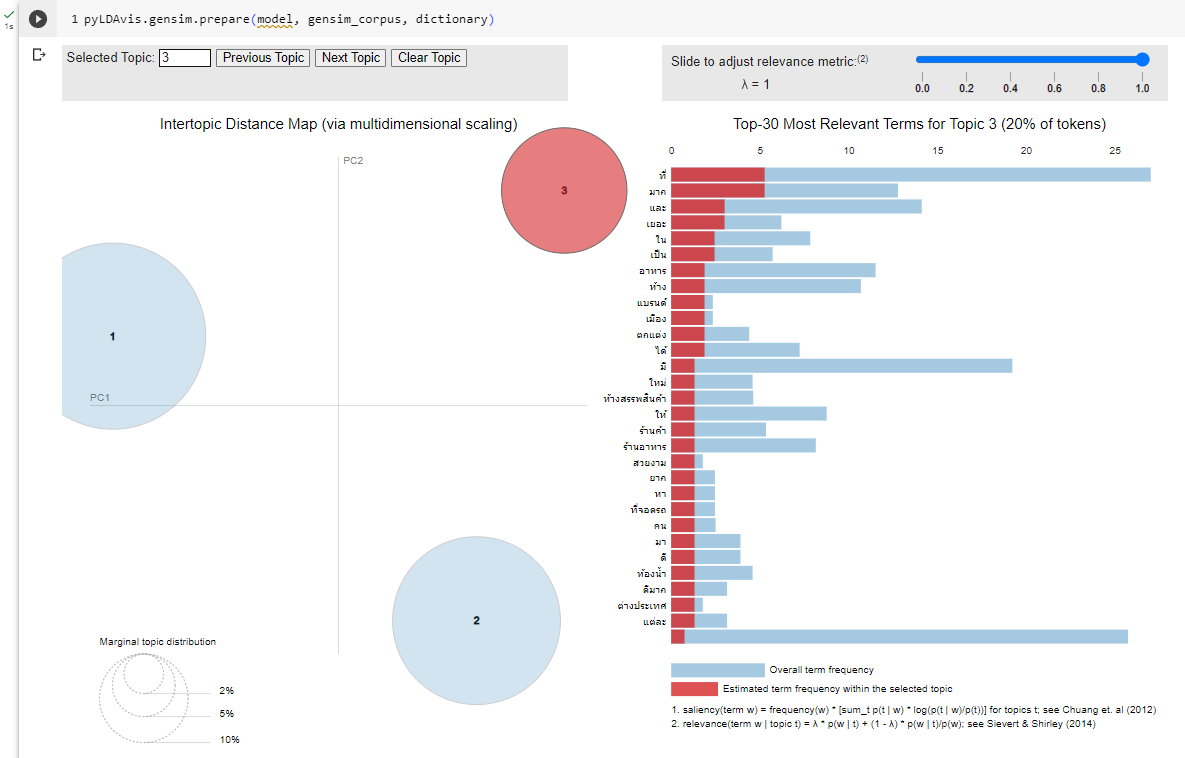 1s
1 pyLDAvis.gensim.prepare(model, gensim_corpus, dictionary)
Selected Topic: 3 Previous Topic Next Topic Clear Topic
Slide to adjust relevance metric:(2)
λ = 1
0.0 0.2 0.4 0.6 0.8 1.0
Intertopic Distance Map (via multidimensional scaling)
PC2
PC1
1
2
3
Marginal topic distribution
2%
5%
10%
Top-30 Most Relevant Terms for Topic 3 (20% of tokens)
0 5 10 15 20 25
ที่
มาก
และ
เยอะ
ใน
เป็น
อาหาร
ห้าง
แบรนด์
เมือง
ตกแต่ง
ได้
มี
ใหม่
ห้างสรรพสินค้า
ให้
ร้านค้า
ร้านอาหาร
สวยงาม
ยาก
หา
ที่จอดรถ
คน
มา
ดี
ห้องน้ำ
ดีมาก
ต่างประเทศ
แต่ละ
Overall term frequency
Estimated term frequency within the selected topic
1. saliency(term w) = frequency(w) * [sum_t p(t | w) * log(p(t | w)/p(t))] for topics t; see Chuang et. al (2012)
2. relevance(term w | topic t) = λ * p(w | t) + (1 - λ) * p(w | t)/p(w); see Sievert & Shirley (2014)